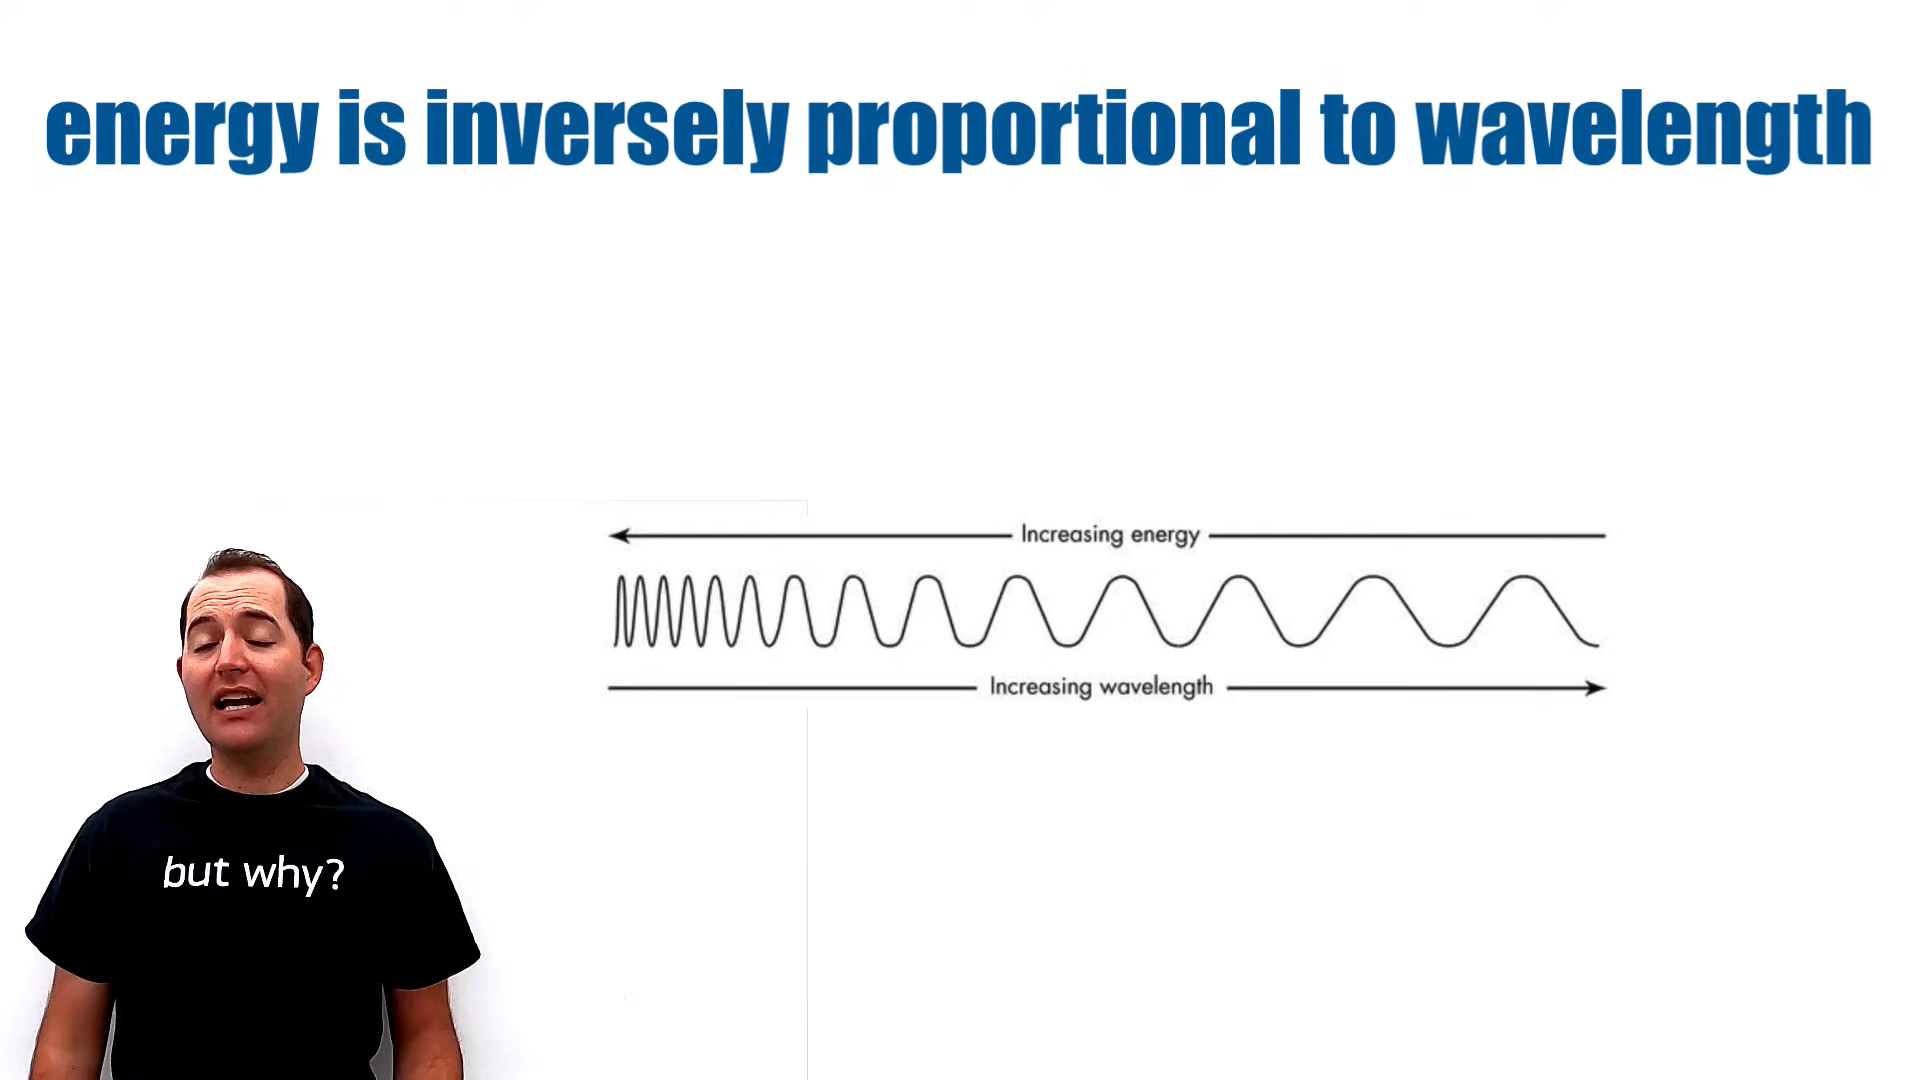 energy is inversely proportional to wavelength
Increasing energy
Increasing wavelength
but why?